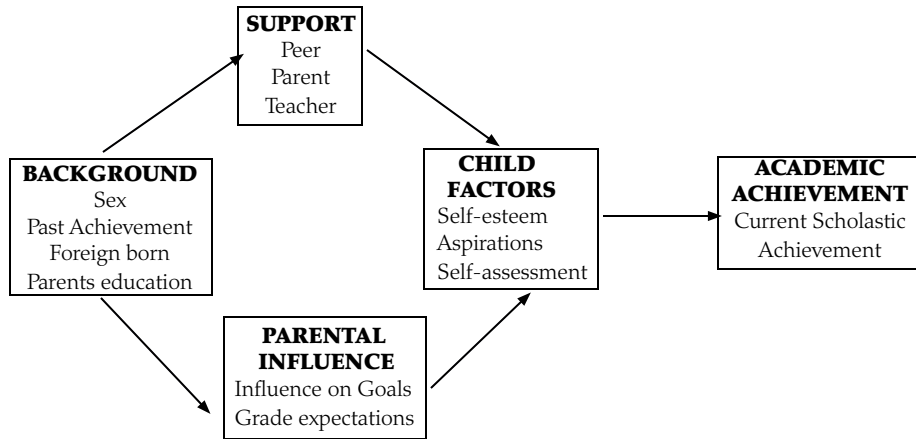 SUPPORT
Peer
Parent
Teacher
BACKGROUND
Sex
Past Achievement
Foreign born
Parents education
CHILD
FACTORS
Self-esteem
Aspirations
Self-assessment
ACADEMIC
ACHIEVEMENT
Current Scholastic
Achievement
PARENTAL
INFLUENCE
Influence on Goals
Grade expectations